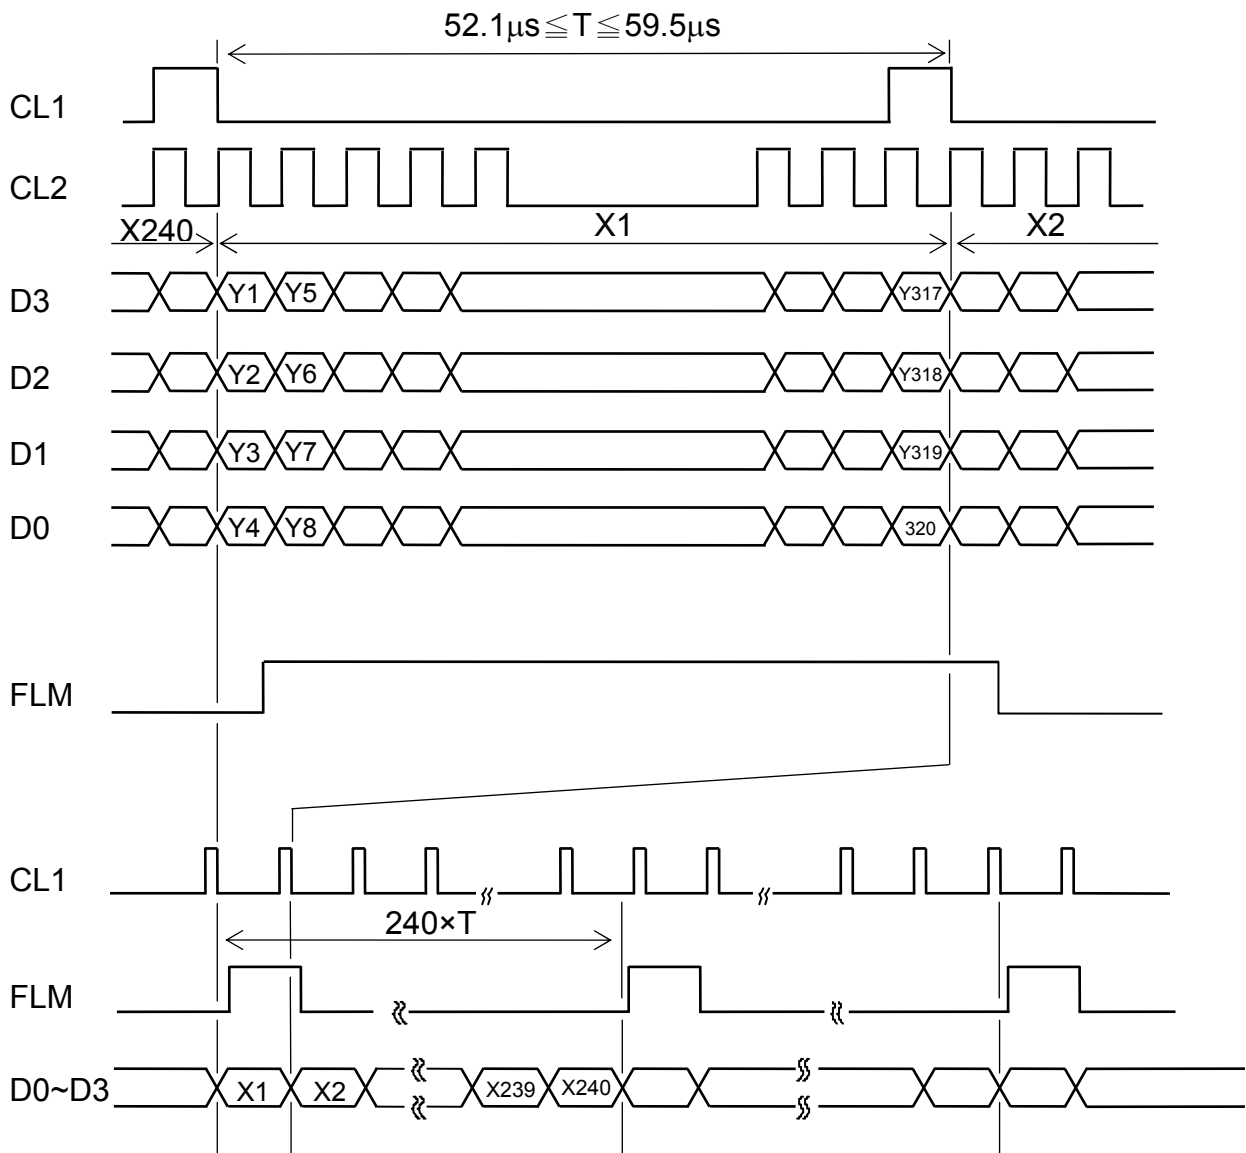 52.1μs≦T≦59.5μs
CL1
CL2
X240 X1 X2
D3 Y1 Y5 Y317
D2 Y2 Y6 Y318
D1 Y3 Y7 Y319
D0 Y4 Y8 320
FLM
CL1
240×T
FLM
D0~D3 X1 X2 X239 X240